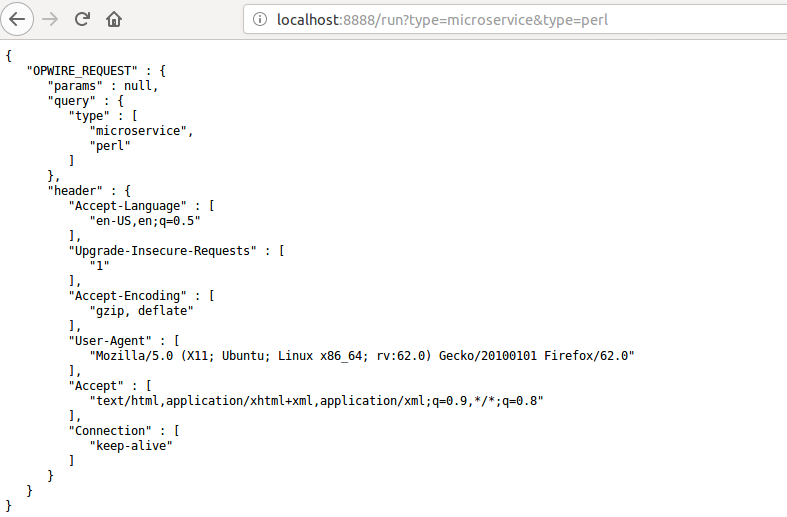 localhost:8888/run?type=microservice&type=perl
{
   "OPWIRE_REQUEST" : {
      "params" : null,
      "query" : {
         "type" : [
            "microservice",
            "perl"
         ]
      },
      "header" : {
         "Accept-Language" : [
            "en-US,en;q=0.5"
         ],
         "Upgrade-Insecure-Requests" : [
            "1"
         ],
         "Accept-Encoding" : [
            "gzip, deflate"
         ],
         "User-Agent" : [
            "Mozilla/5.0 (X11; Ubuntu; Linux x86_64; rv:62.0) Gecko/20100101 Firefox/62.0"
         ],
         "Accept" : [
            "text/html,application/xhtml+xml,application/xml;q=0.9,*/*;q=0.8"
         ],
         "Connection" : [
            "keep-alive"
         ]
      }
   }
}